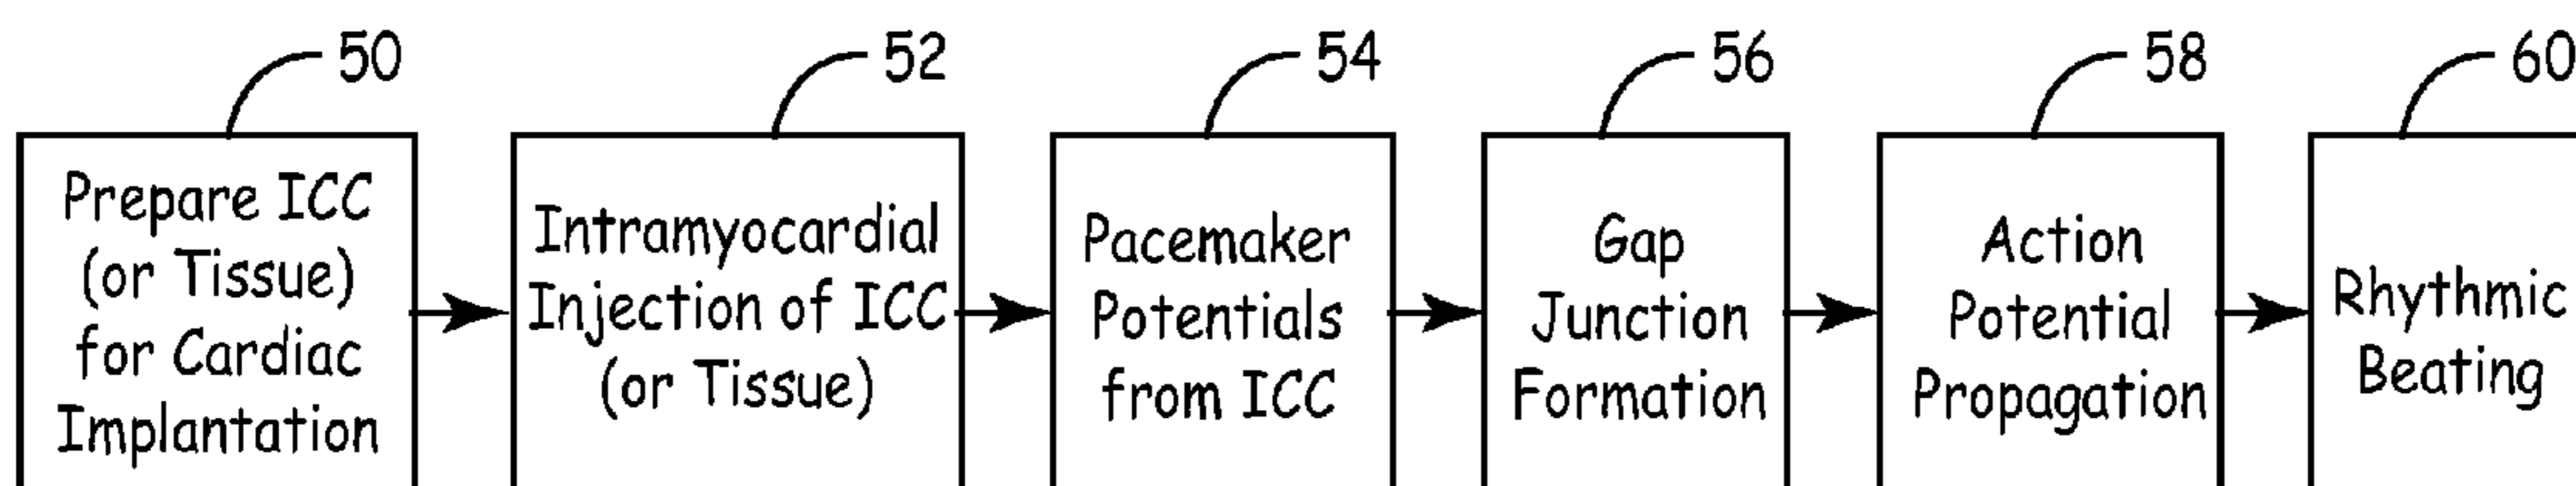 50
52
54
56
58
60
Prepare ICC
(or Tissue)
for Cardiac
Implantation
Intramyocardial
Injection of ICC
(or Tissue)
Pacemaker
Potentials
from ICC
Gap
Junction
Formation
Action
Potential
Propagation
Rhythmic
Beating